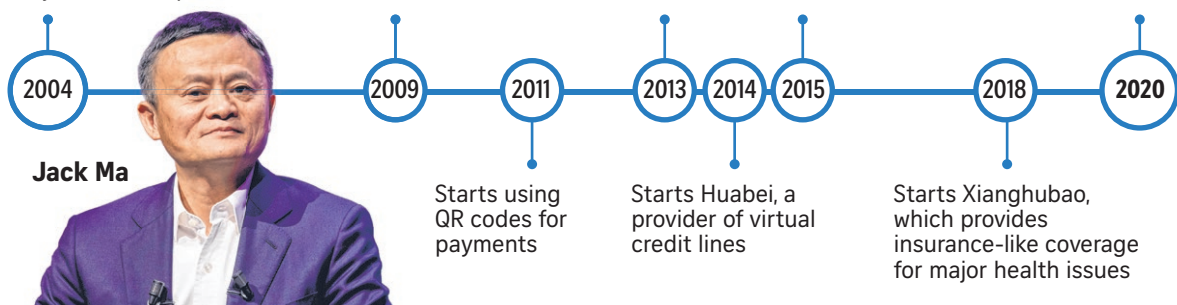 2004
2009
2011
2013
2014
2015
2018
2020
Jack Ma
Starts using
QR codes for
payments
Starts Huabei, a
provider of virtual
credit lines
Starts Xianghubao,
which provides
insurance-like coverage
for major health issues